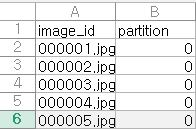 A B
1 image_id partition
2 000001.jpg 0
3 000002.jpg 0
4 000003.jpg 0
5 000004.jpg 0
6 000005.jpg 0